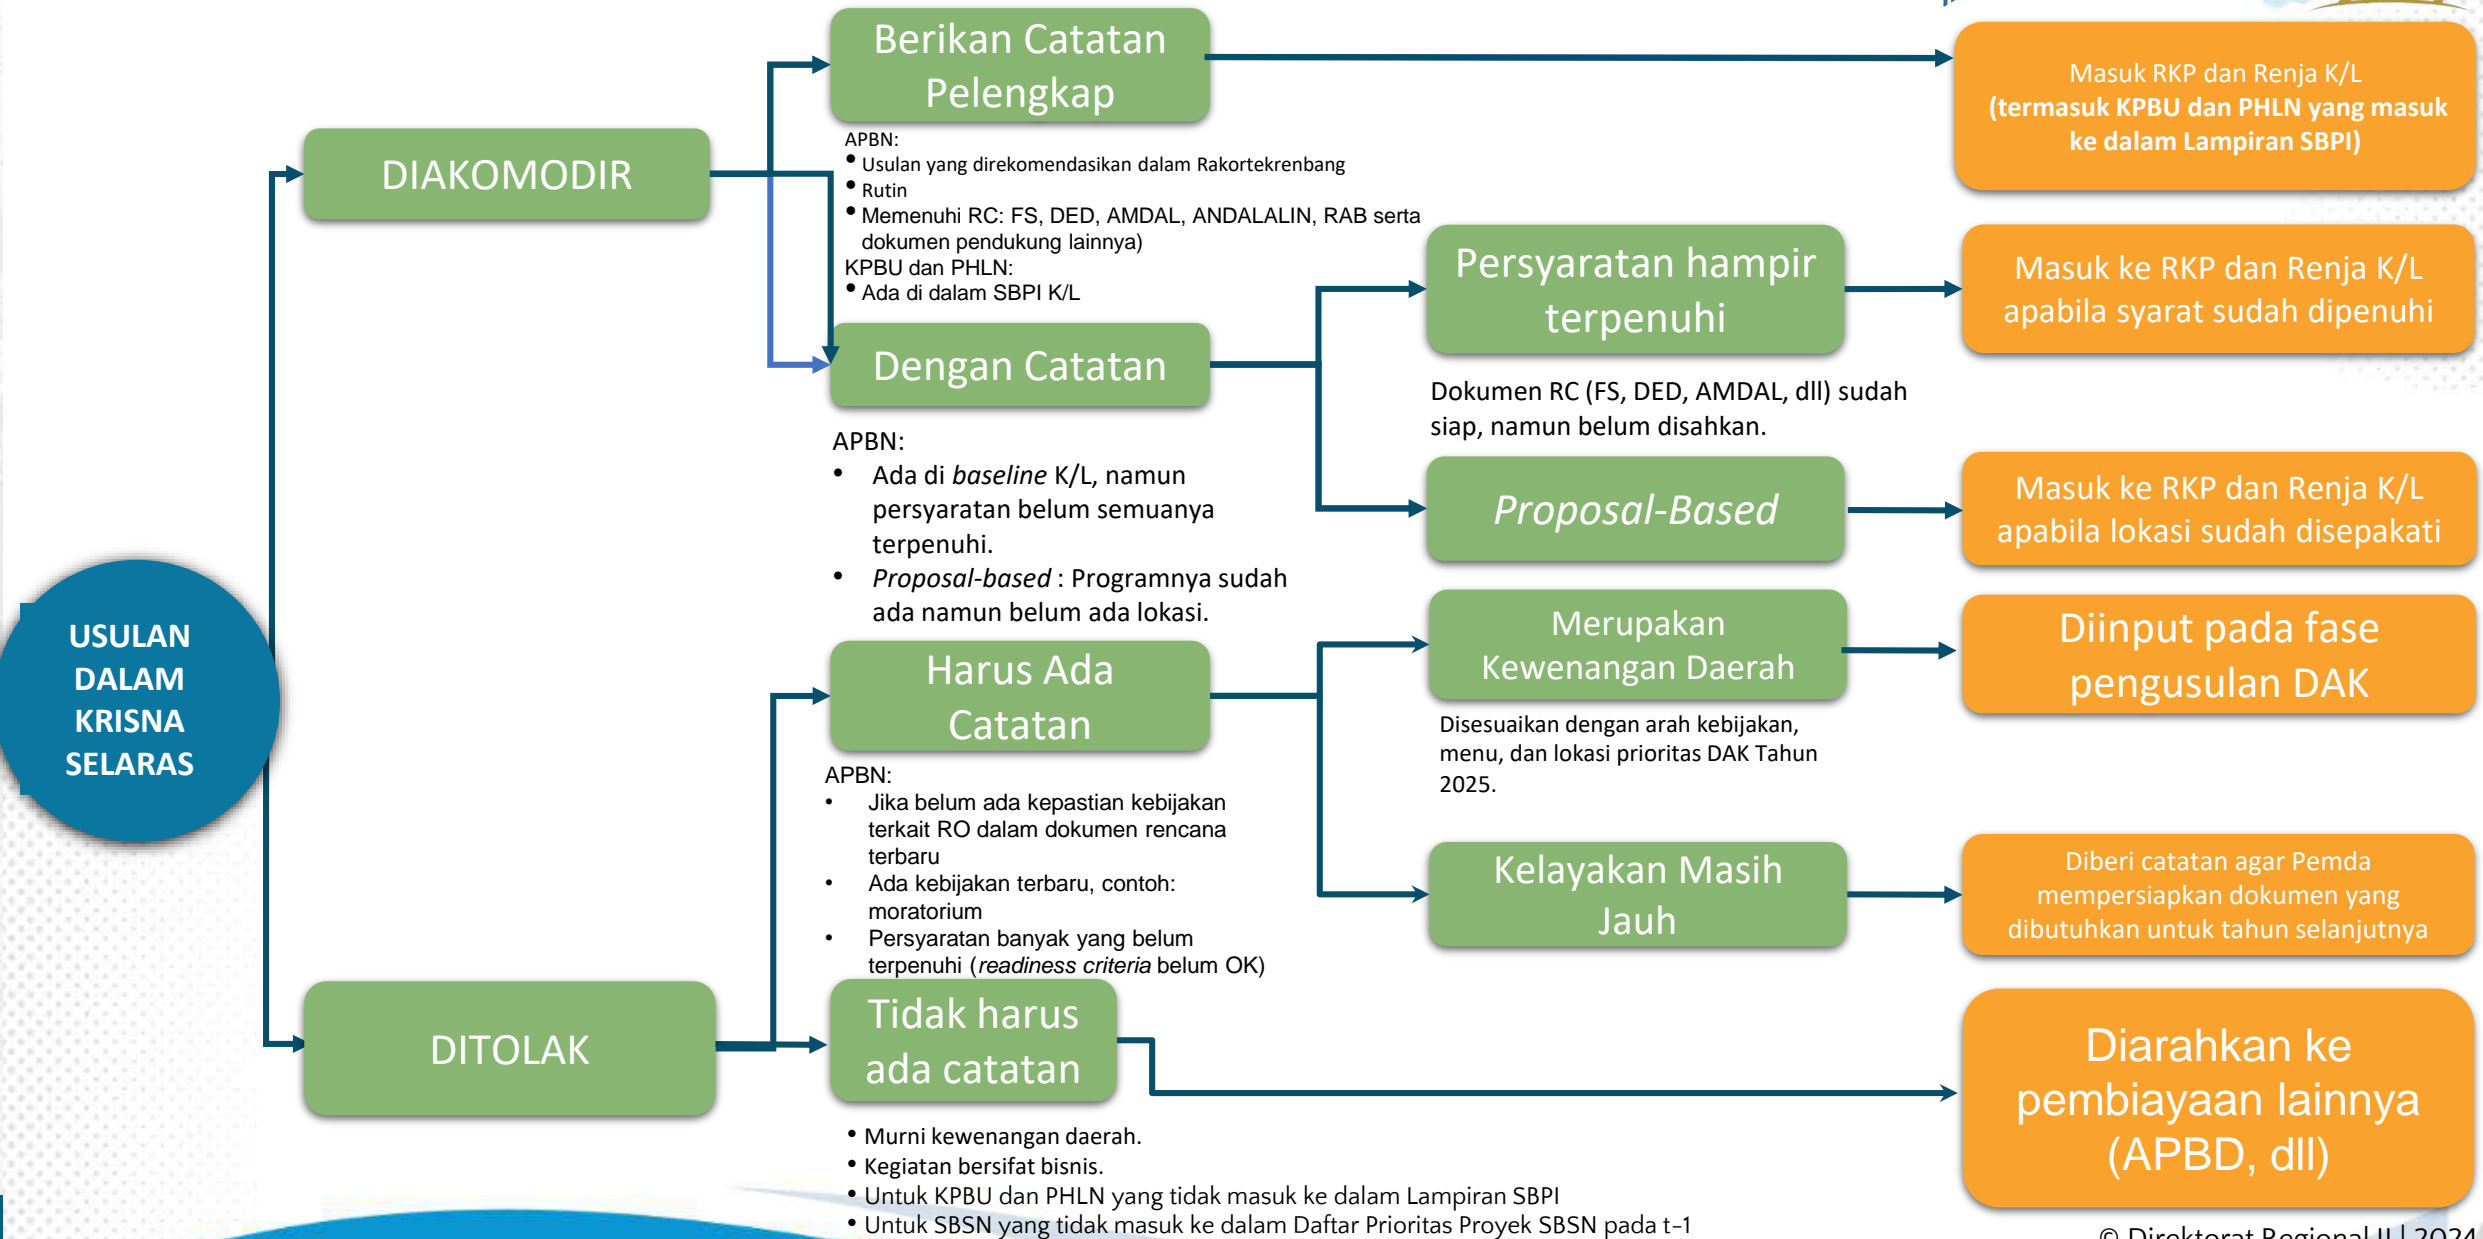 Berikan Catatan
Pelengkap
Masuk RKP dan Renja K/L
(termasuk KPBU dan PHLN yang masuk
ke dalam Lampiran SBPI)
DIAKOMODIR
APBN:
• Usulan yang direkomendasikan dalam Rakortekrenbang
• Rutin
• Memenuhi RC: FS, DED, AMDAL, ANDALALIN, RAB serta
dokumen pendukung lainnya)
KPBU dan PHLN:
• Ada di dalam SBPI K/L
Persyaratan hampir
terpenuhi
Masuk ke RKP dan Renja K/L
apabila syarat sudah dipenuhi
Dengan Catatan
Dokumen RC (FS, DED, AMDAL, dll) sudah
siap, namun belum disahkan.
APBN:
• Ada di baseline K/L, namun
persyaratan belum semuanya
terpenuhi.
• Proposal-based : Programnya sudah
ada namun belum ada lokasi.
Proposal-Based
Masuk ke RKP dan Renja K/L
apabila lokasi sudah disepakati
USULAN
DALAM
KRISNA
SELARAS
Harus Ada
Catatan
Merupakan
Kewenangan Daerah
Diinput pada fase
pengusulan DAK
Disesuaikan dengan arah kebijakan,
menu, dan lokasi prioritas DAK Tahun
2025.
APBN:
• Jika belum ada kepastian kebijakan
terkait RO dalam dokumen rencana
terbaru
• Ada kebijakan terbaru, contoh:
moratorium
• Persyaratan banyak yang belum
terpenuhi (readiness criteria belum OK)
Kelayakan Masih
Jauh
Diberi catatan agar Pemda
mempersiapkan dokumen yang
dibutuhkan untuk tahun selanjutnya
DITOLAK
Tidak harus
ada catatan
Diarahkan ke
pembiayaan lainnya
(APBD, dll)
• Murni kewenangan daerah.
• Kegiatan bersifat bisnis.
• Untuk KPBU dan PHLN yang tidak masuk ke dalam Lampiran SBPI
• Untuk SBSN yang tidak masuk ke dalam Daftar Prioritas Proyek SBSN pada t-1
© Direktorat Regional II | 2024